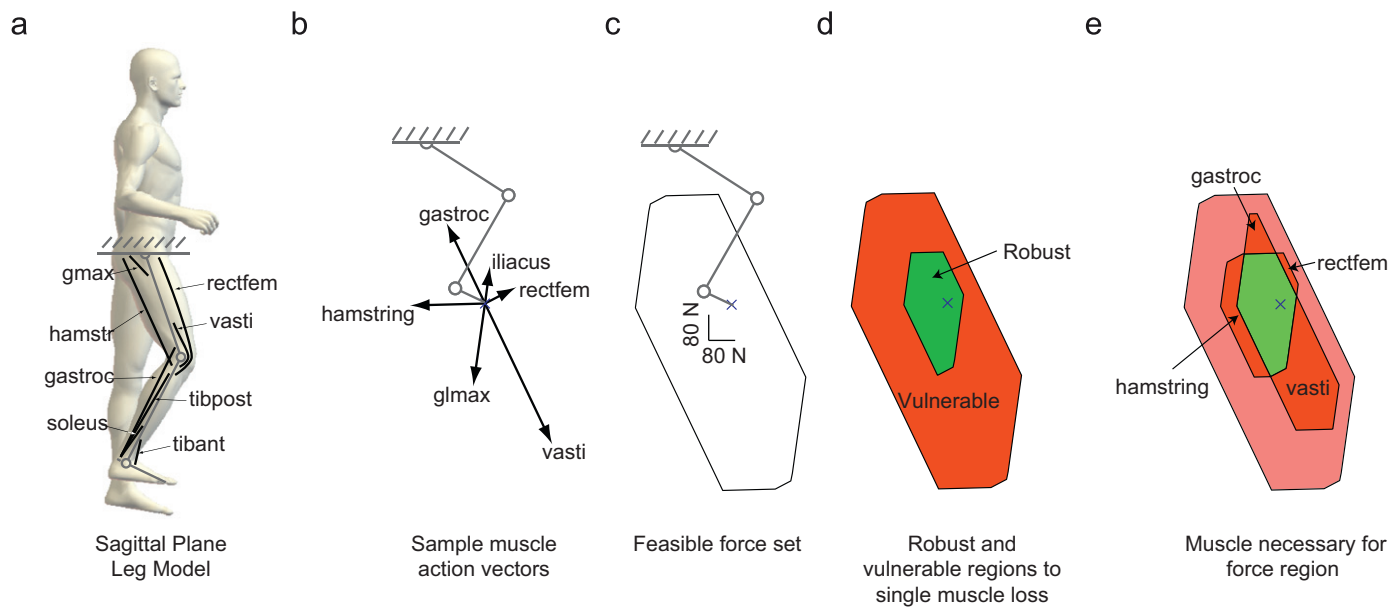 a
gmax
hamstr
gastroc
soleus
rectfem
vasti
tibpost
tibant
Sagittal Plane
Leg Model
b
gastroc
iliacus
rectfem
hamstring
glmax
vasti
Sample muscle
action vectors
c
80 N
80 N
Feasible force set
d
Robust
Vulnerable
Robust and
vulnerable regions to
single muscle loss
e
gastroc
rectfem
hamstring
vasti
Muscle necessary for
force region